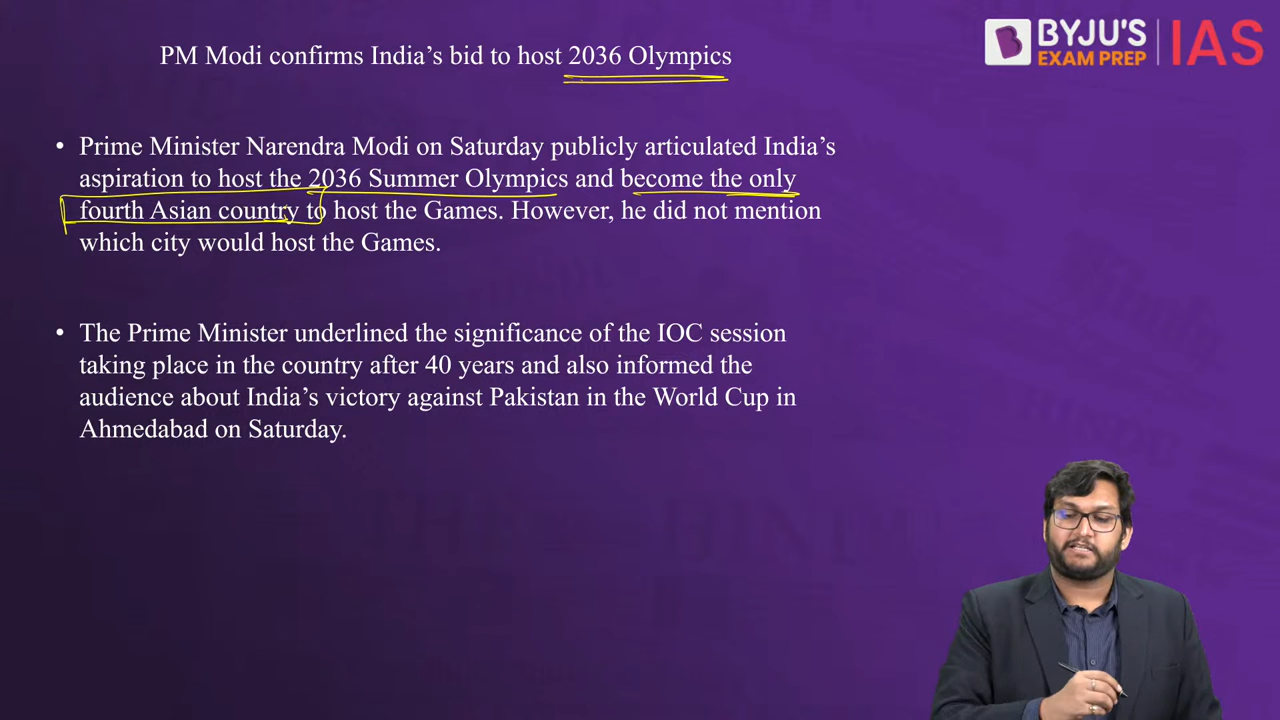 PM Modi confirms India's bid to host 2036 Olympics
BYJU'S
EXAM PREP
IAS
• Prime Minister Narendra Modi on Saturday publicly articulated India's
aspiration to host the 2036 Summer Olympics and become the only
fourth Asian country to host the Games. However, he did not mention
which city would host the Games.
• The Prime Minister underlined the significance of the IOC session
taking place in the country after 40 years and also informed the
audience about India's victory against Pakistan in the World Cup in
Ahmedabad on Saturday.